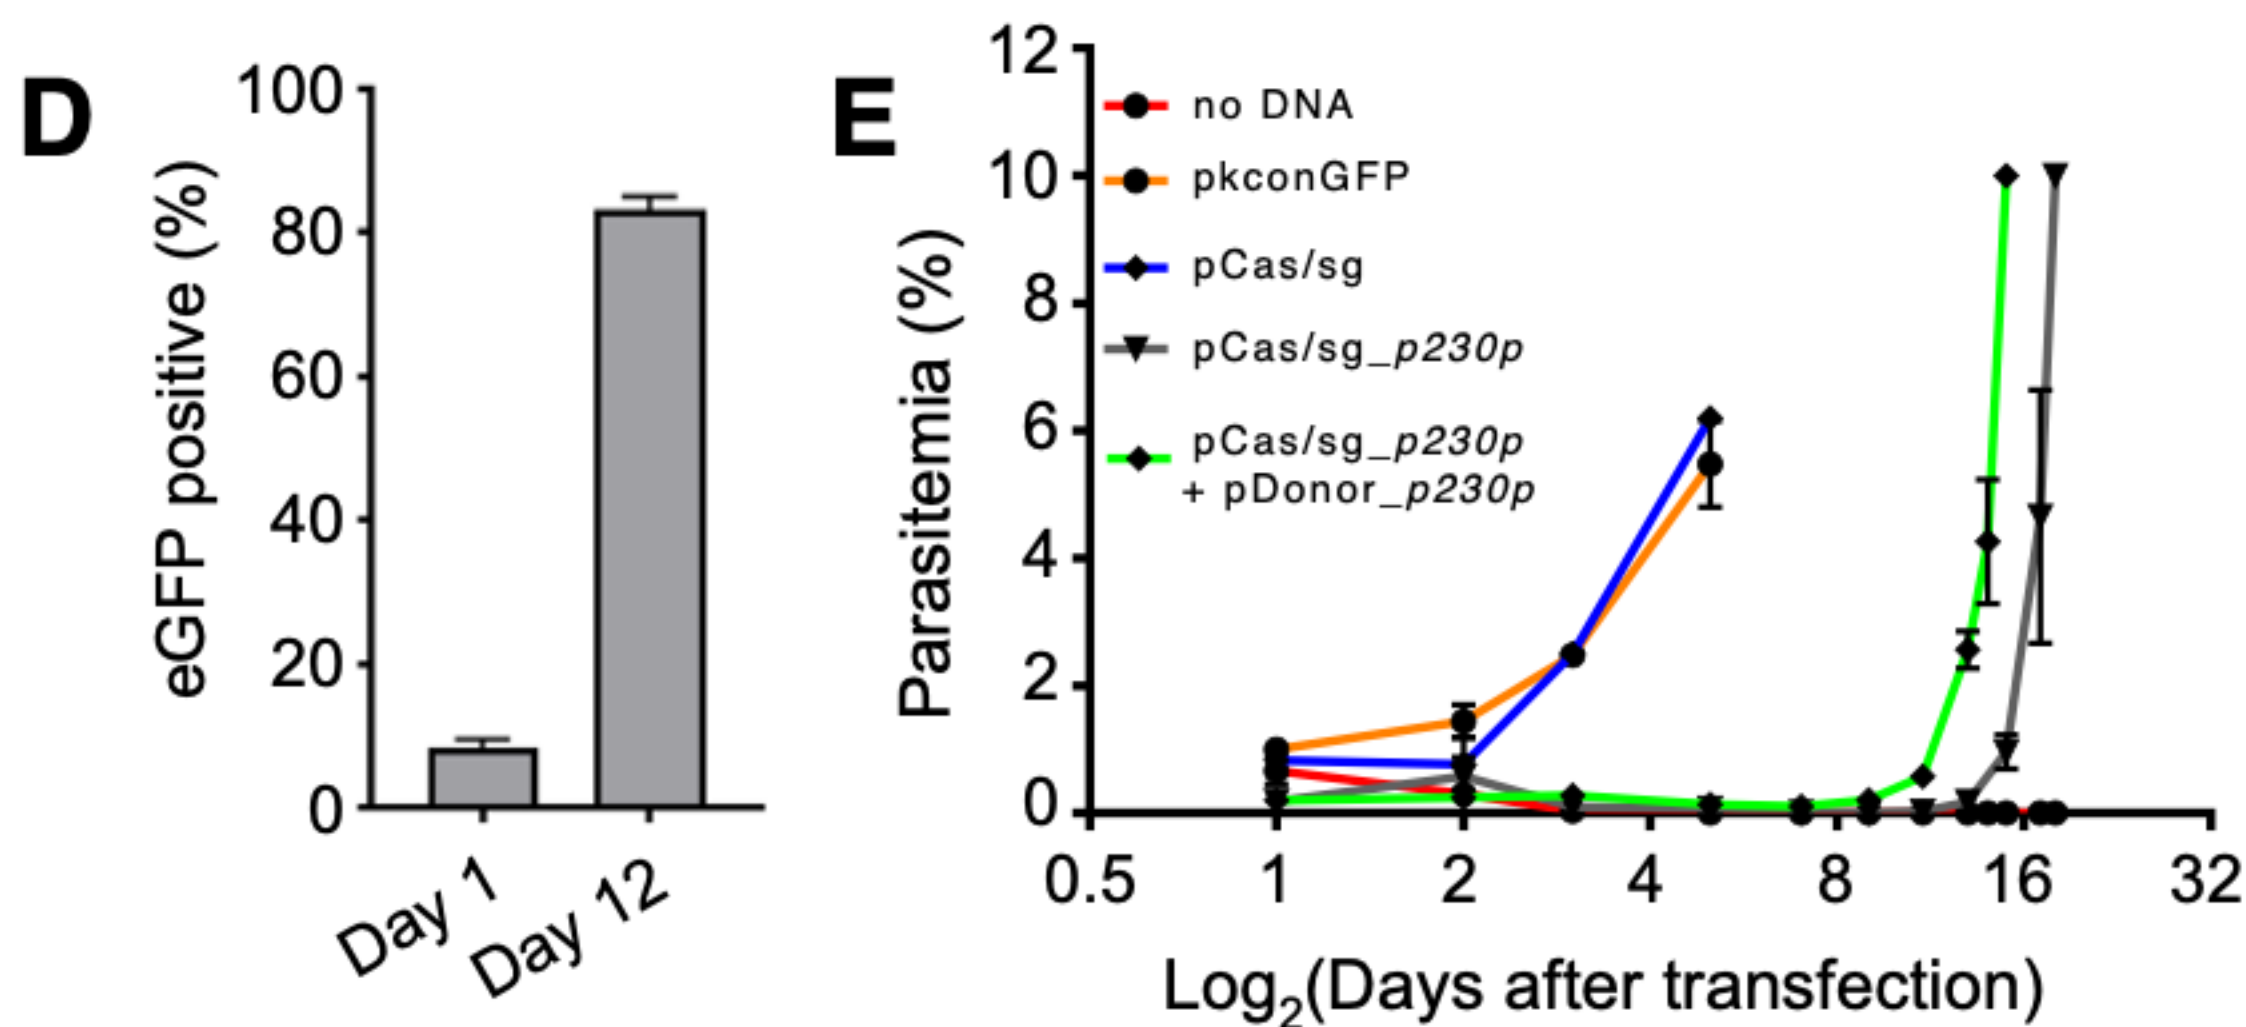 D
100
80
60
40
20
0
eGFP positive (%)
Day 1
Day 12
E
12
10
8
6
4
2
0
Parasitemia (%)
no DNA
pkconGFP
pCas/sg
pCas/sg_p230p
pCas/sg_p230p
+ pDonor_p230p
0.5 1 2 4 8 16 32
Log2(Days after transfection)